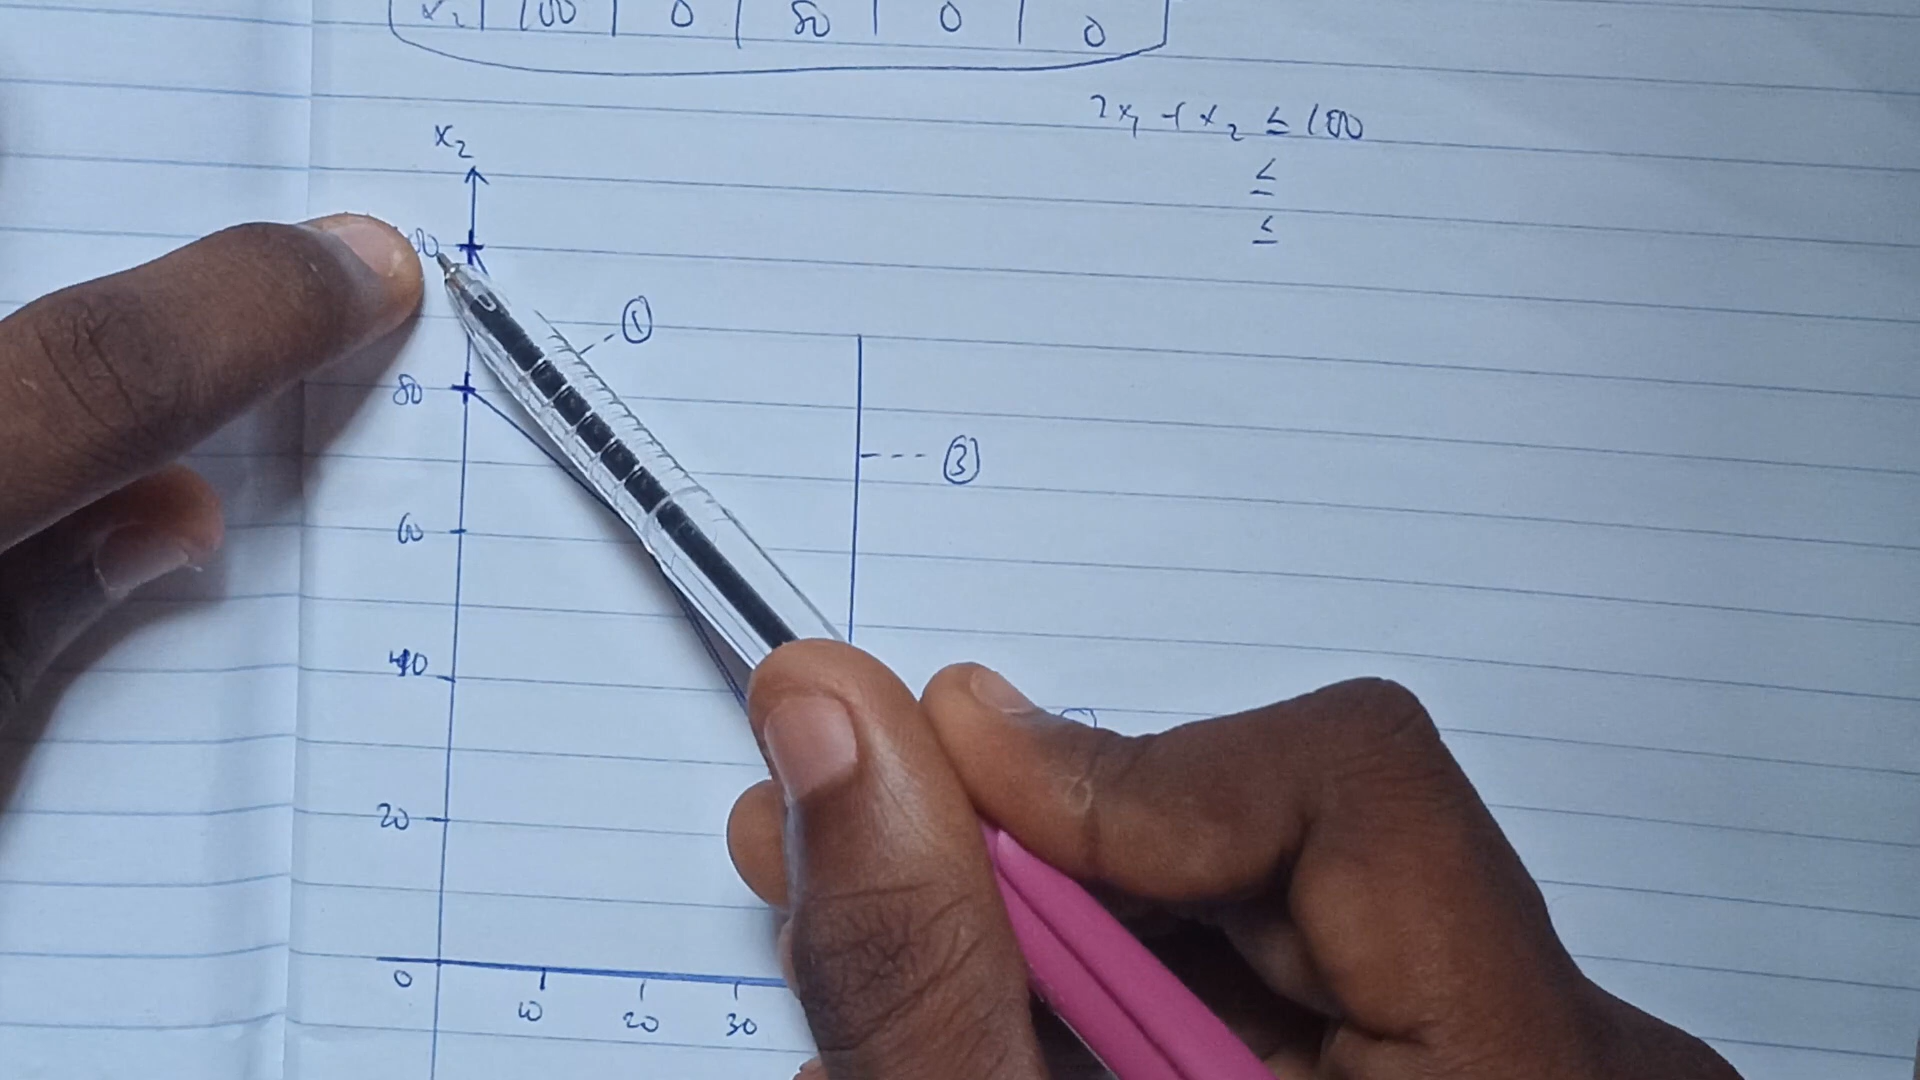 x₂ | 100 | 0 | 80 | 0 | 0
2x₁ + x₂ ≤ 100
≤
≤
x₂
①
80
③
60
40
20
0
10 20 30